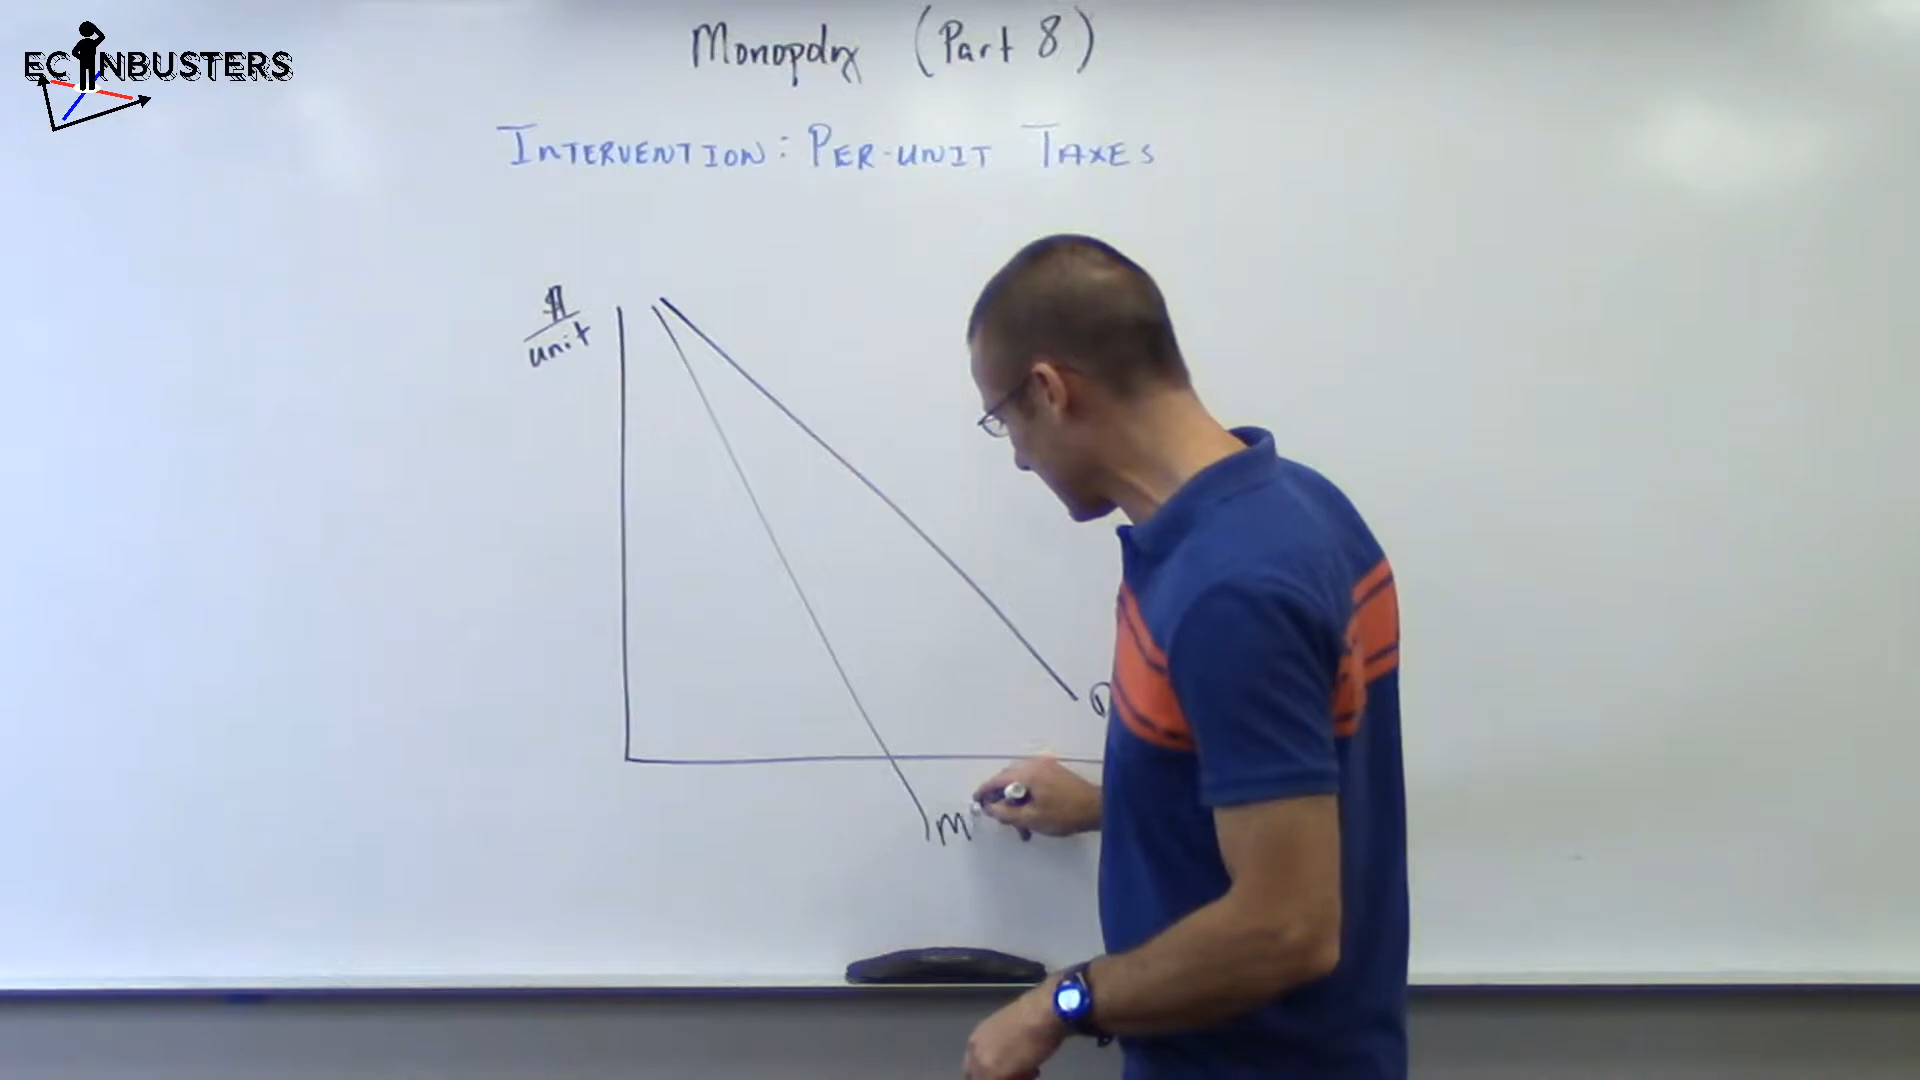 ECONBUSTERS
Monopoly (Part 8)
INTERVENTION: PER-UNIT TAXES
$
unit
D
M